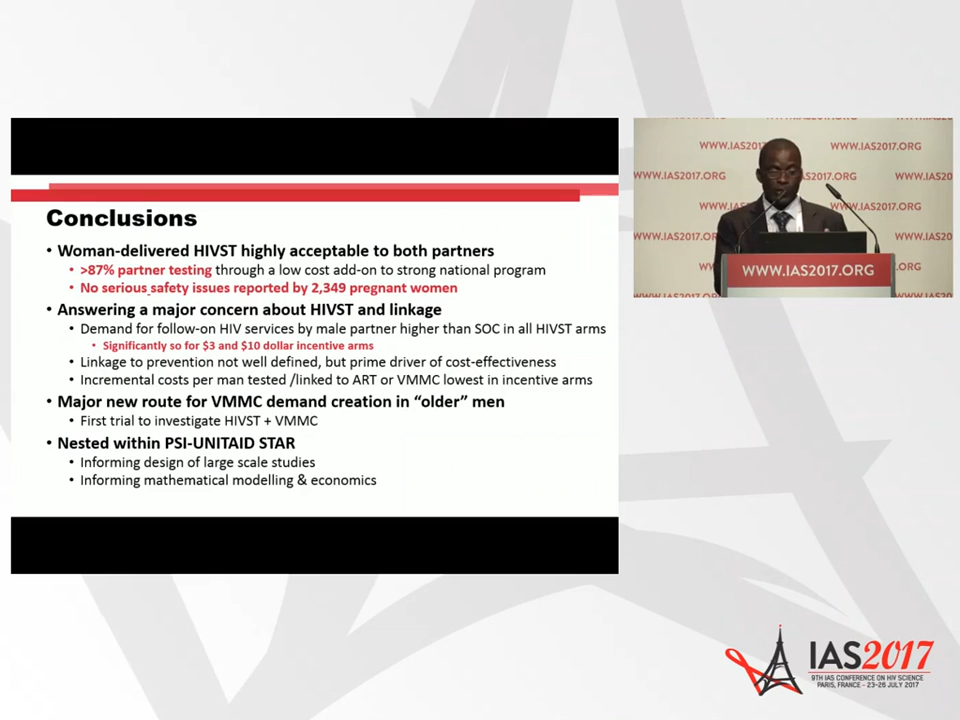 Conclusions
• Woman-delivered HIVST highly acceptable to both partners
• >87% partner testing through a low cost add-on to strong national program
• No serious safety issues reported by 2,349 pregnant women
• Answering a major concern about HIVST and linkage
• Demand for follow-on HIV services by male partner higher than SOC in all HIVST arms
• Significantly so for $3 and $10 dollar incentive arms
• Linkage to prevention not well defined, but prime driver of cost-effectiveness
• Incremental costs per man tested /linked to ART or VMMC lowest in incentive arms
• Major new route for VMMC demand creation in “older” men
• First trial to investigate HIVST + VMMC
• Nested within PSI-UNITAID STAR
• Informing design of large scale studies
• Informing mathematical modelling & economics
WWW.IAS2017.ORG
WWW.IAS2017.ORG
WWW.IAS2017.ORG
WWW.IAS2017.ORG
IAS2017
9TH IAS CONFERENCE ON HIV SCIENCE
PARIS, FRANCE - 23-26 JULY 2017